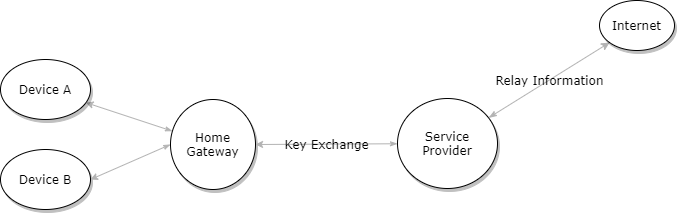 Internet
Relay Information
Device A
Home
Gateway
Key Exchange
Service
Provider
Device B